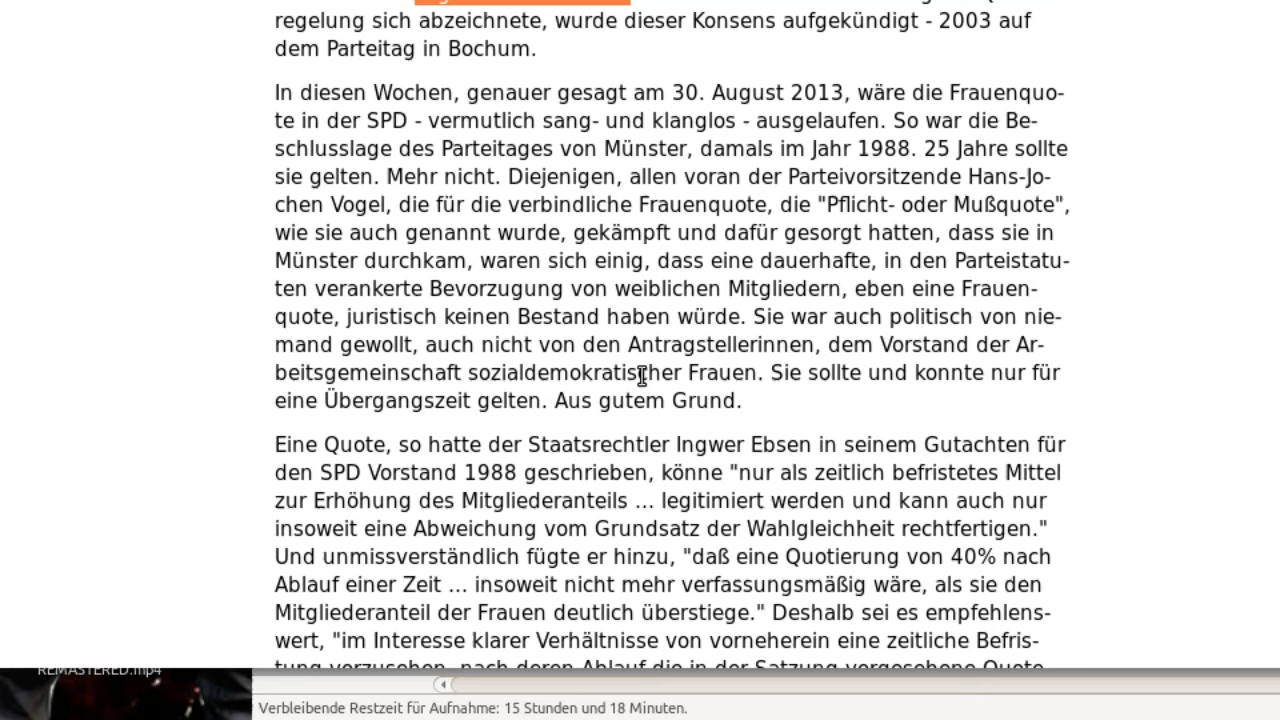 regelung sich abzeichnete, wurde dieser Konsens aufgekündigt - 2003 auf
dem Parteitag in Bochum.
In diesen Wochen, genauer gesagt am 30. August 2013, wäre die Frauenquo-
te in der SPD - vermutlich sang- und klanglos - ausgelaufen. So war die Be-
schlusslage des Parteitages von Münster, damals im Jahr 1988. 25 Jahre sollte
sie gelten. Mehr nicht. Diejenigen, allen voran der Parteivorsitzende Hans-Jo-
chen Vogel, die für die verbindliche Frauenquote, die "Pflicht- oder Mußquote",
wie sie auch genannt wurde, gekämpft und dafür gesorgt hatten, dass sie in
Münster durchkam, waren sich einig, dass eine dauerhafte, in den Parteistatu-
ten verankerte Bevorzugung von weiblichen Mitgliedern, eben eine Frauen-
quote, juristisch keinen Bestand haben würde. Sie war auch politisch von nie-
mand gewollt, auch nicht von den Antragstellerinnen, dem Vorstand der Ar-
beitsgemeinschaft sozialdemokratischer Frauen. Sie sollte und konnte nur für
eine Übergangszeit gelten. Aus gutem Grund.
Eine Quote, so hatte der Staatsrechtler Ingwer Ebsen in seinem Gutachten für
den SPD Vorstand 1988 geschrieben, könne "nur als zeitlich befristetes Mittel
zur Erhöhung des Mitgliederanteils ... legitimiert werden und kann auch nur
insoweit eine Abweichung vom Grundsatz der Wahlgleichheit rechtfertigen."
Und unmissverständlich fügte er hinzu, "daß eine Quotierung von 40% nach
Ablauf einer Zeit ... insoweit nicht mehr verfassungsmäßig wäre, als sie den
Mitgliederanteil der Frauen deutlich überstiege." Deshalb sei es empfehlens-
wert, "im Interesse klarer Verhältnisse von vorneherein eine zeitliche Befris-
tung vorzusehen, nach deren Ablauf die in der Satzung vorgesehene Quote
REMASTERED.mp4
Verbleibende Restzeit für Aufnahme: 15 Stunden und 18 Minuten.